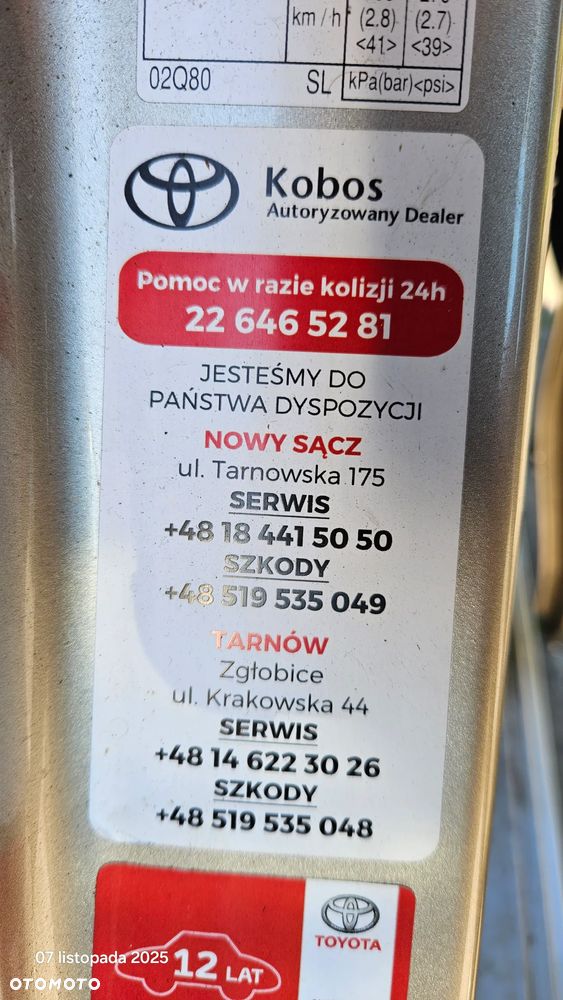 km / h (2.8) (2.7)
<41> <39>
02Q80 SL kPa(bar)<psi>
Kobos
Autoryzowany Dealer
Pomoc w razie kolizji 24h
22 646 52 81
JESTEŚMY DO
PAŃSTWA DYSPOZYCJI
NOWY SĄCZ
ul. Tarnowska 175
SERWIS
+48 18 441 50 50
SZKODY
+48 519 535 049
TARNÓW
Zgłobice
ul. Krakowska 44
SERWIS
+48 14 622 30 26
SZKODY
+48 519 535 048
TOYOTA
12 LAT
07 listopada 2025
OTOMOTO